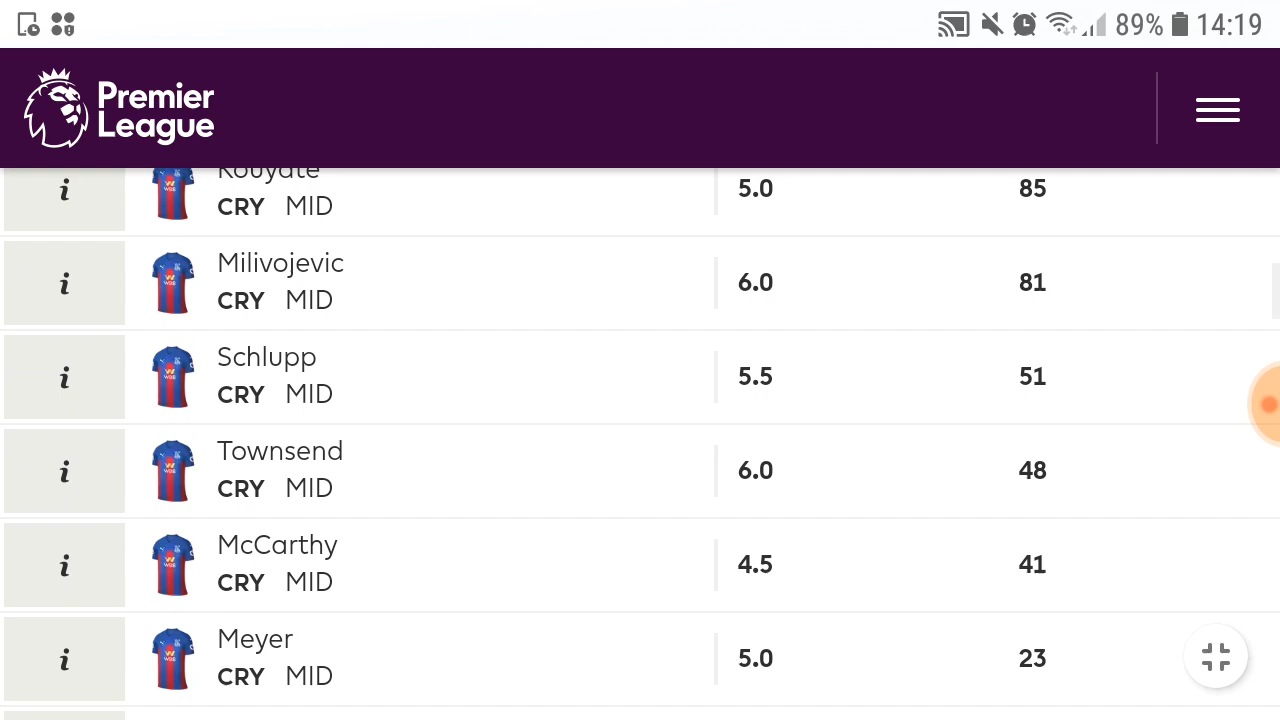 89% 14:19
Premier
League
Kouyaté 5.0 85
CRY MID
Milivojevic
CRY MID 6.0 81
Schlupp
CRY MID 5.5 51
Townsend
CRY MID 6.0 48
McCarthy
CRY MID 4.5 41
Meyer
CRY MID 5.0 23